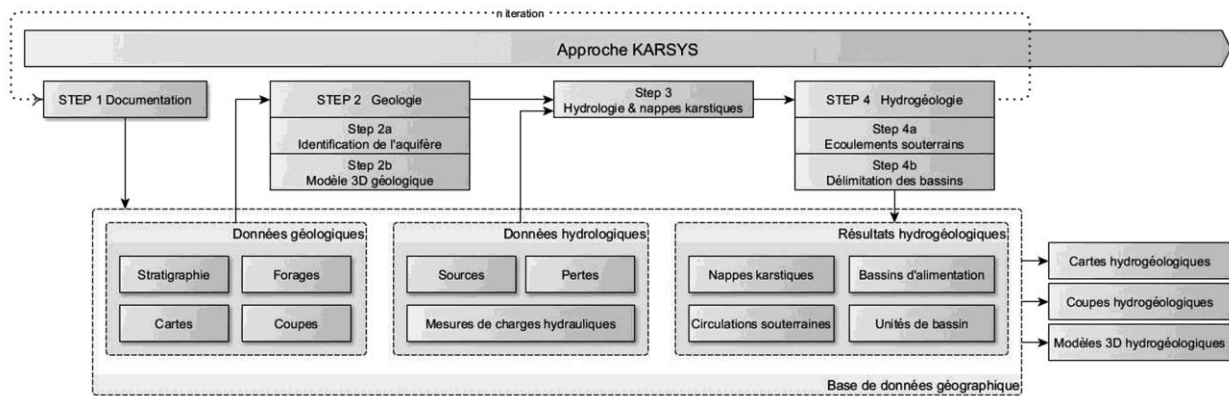 n iteration
Approche KARSYS
STEP 1 Documentation
STEP 2 Geologie
Step 2a
Identification de l'aquifère
Step 2b
Modèle 3D géologique
Step 3
Hydrologie & nappes karstiques
STEP 4 Hydrogéologie
Step 4a
Ecoulements souterrains
Step 4b
Délimitation des bassins
Données géologiques
Stratigraphie
Forages
Cartes
Coupes
Données hydrologiques
Sources
Pertes
Mesures de charges hydrauliques
Résultats hydrogéologiques
Nappes karstiques
Bassins d'alimentation
Circulations souterraines
Unités de bassin
Base de données géographique
Cartes hydrogéologiques
Coupes hydrogéologiques
Modèles 3D hydrogéologiques